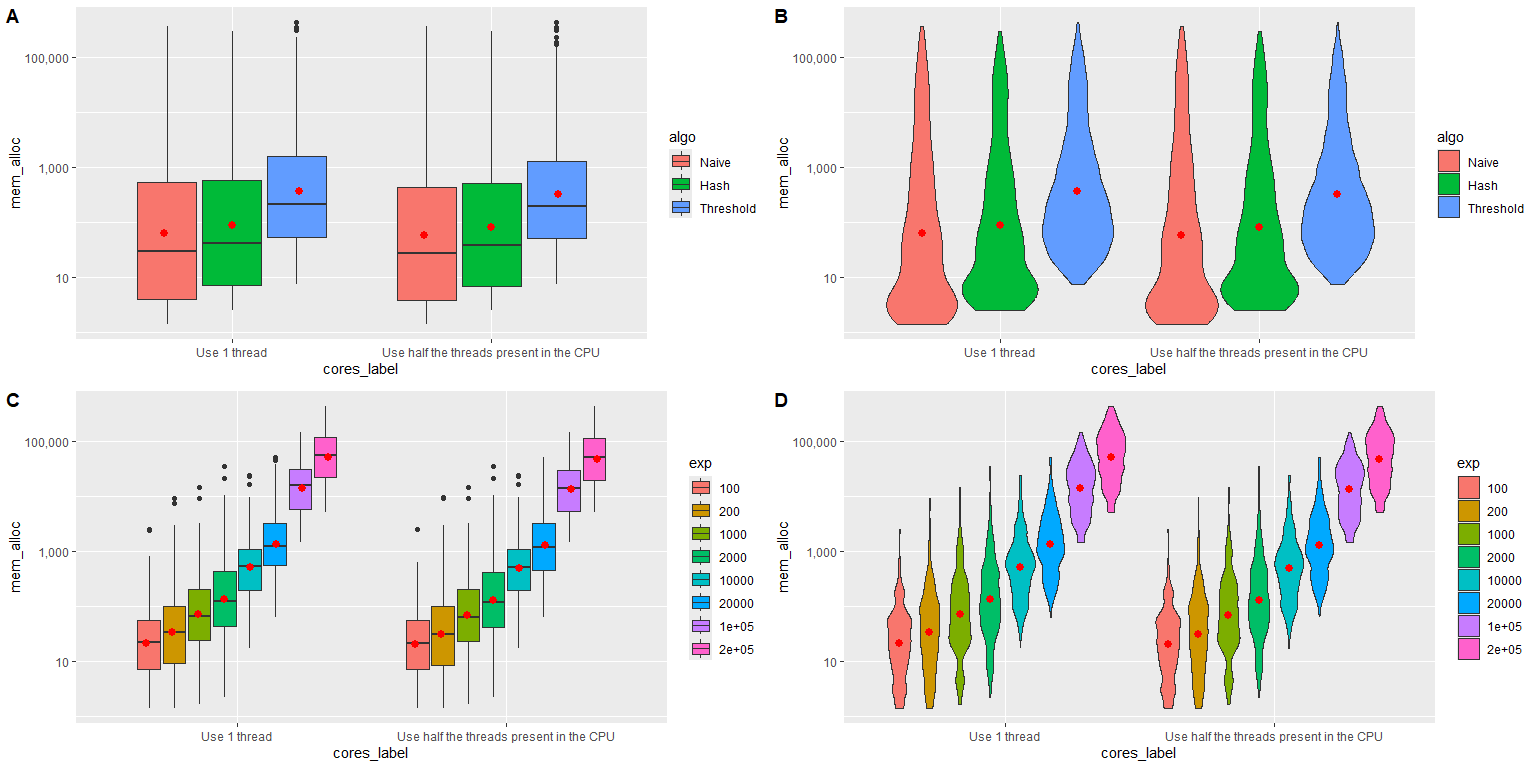 A
100,000
1,000
10
mem_alloc
Use 1 thread
Use half the threads present in the CPU
cores_label
algo
Naive
Hash
Threshold
B
100,000
1,000
10
mem_alloc
Use 1 thread
Use half the threads present in the CPU
cores_label
algo
Naive
Hash
Threshold
C
100,000
1,000
10
mem_alloc
Use 1 thread
Use half the threads present in the CPU
cores_label
exp
100
200
1000
2000
10000
20000
1e+05
2e+05
D
100,000
1,000
10
mem_alloc
Use 1 thread
Use half the threads present in the CPU
cores_label
exp
100
200
1000
2000
10000
20000
1e+05
2e+05